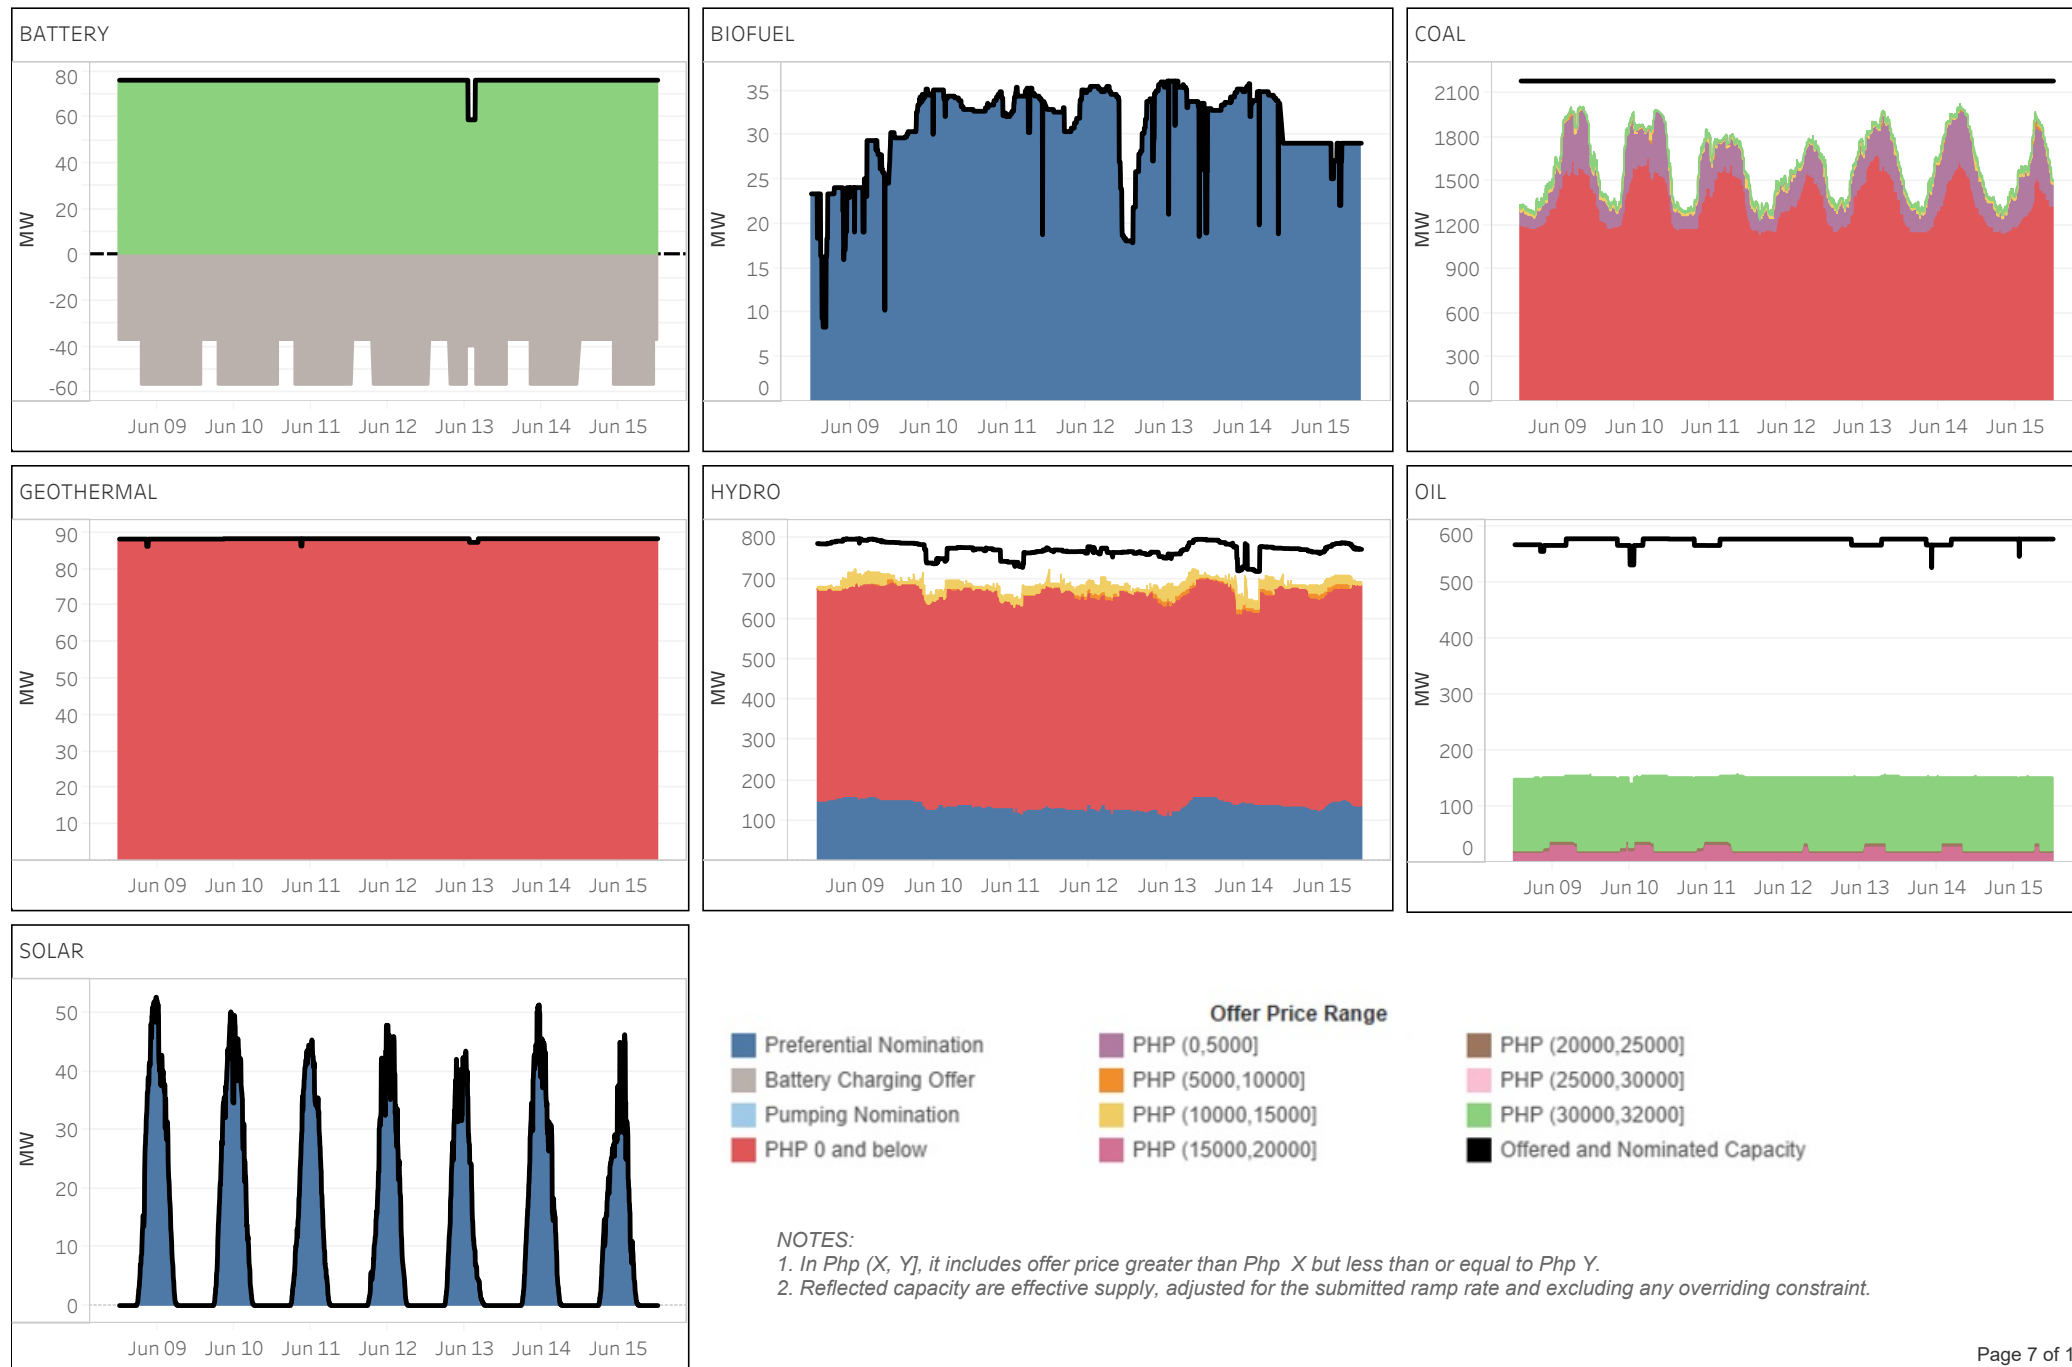 BATTERY
80
60
40
20
0
-20
-40
-60
MW
Jun 09 Jun 10 Jun 11 Jun 12 Jun 13 Jun 14 Jun 15
BIOFUEL
35
30
25
20
15
10
5
0
MW
Jun 09 Jun 10 Jun 11 Jun 12 Jun 13 Jun 14 Jun 15
COAL
2100
1800
1500
1200
900
600
300
0
MW
Jun 09 Jun 10 Jun 11 Jun 12 Jun 13 Jun 14 Jun 15
GEOTHERMAL
90
80
70
60
50
40
30
20
10
MW
Jun 09 Jun 10 Jun 11 Jun 12 Jun 13 Jun 14 Jun 15
HYDRO
800
700
600
500
400
300
200
100
MW
Jun 09 Jun 10 Jun 11 Jun 12 Jun 13 Jun 14 Jun 15
OIL
600
500
400
300
200
100
0
MW
Jun 09 Jun 10 Jun 11 Jun 12 Jun 13 Jun 14 Jun 15
SOLAR
50
40
30
20
10
0
MW
Jun 09 Jun 10 Jun 11 Jun 12 Jun 13 Jun 14 Jun 15
Offer Price Range
Preferential Nomination
Battery Charging Offer
Pumping Nomination
PHP 0 and below
PHP (0,5000]
PHP (5000,10000]
PHP (10000,15000]
PHP (15000,20000]
PHP (20000,25000]
PHP (25000,30000]
PHP (30000,32000]
Offered and Nominated Capacity
NOTES:
1. In Php (X, Y], it includes offer price greater than Php X but less than or equal to Php Y.
2. Reflected capacity are effective supply, adjusted for the submitted ramp rate and excluding any overriding constraint.
Page 7 of 1